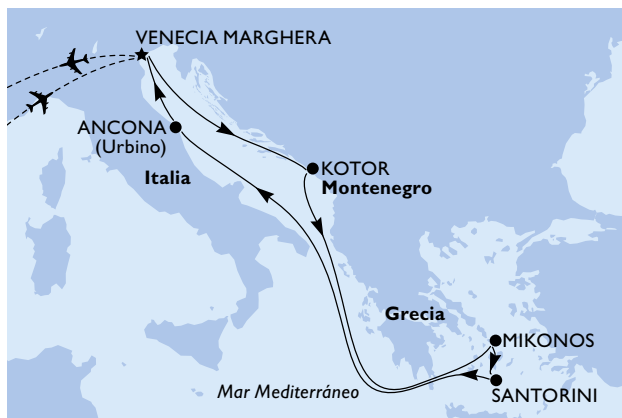 VENECIA MARGHERA
ANCONA
(Urbino)
Italia
KOTOR
Montenegro
Grecia
MIKONOS
SANTORINI
Mar Mediterráneo